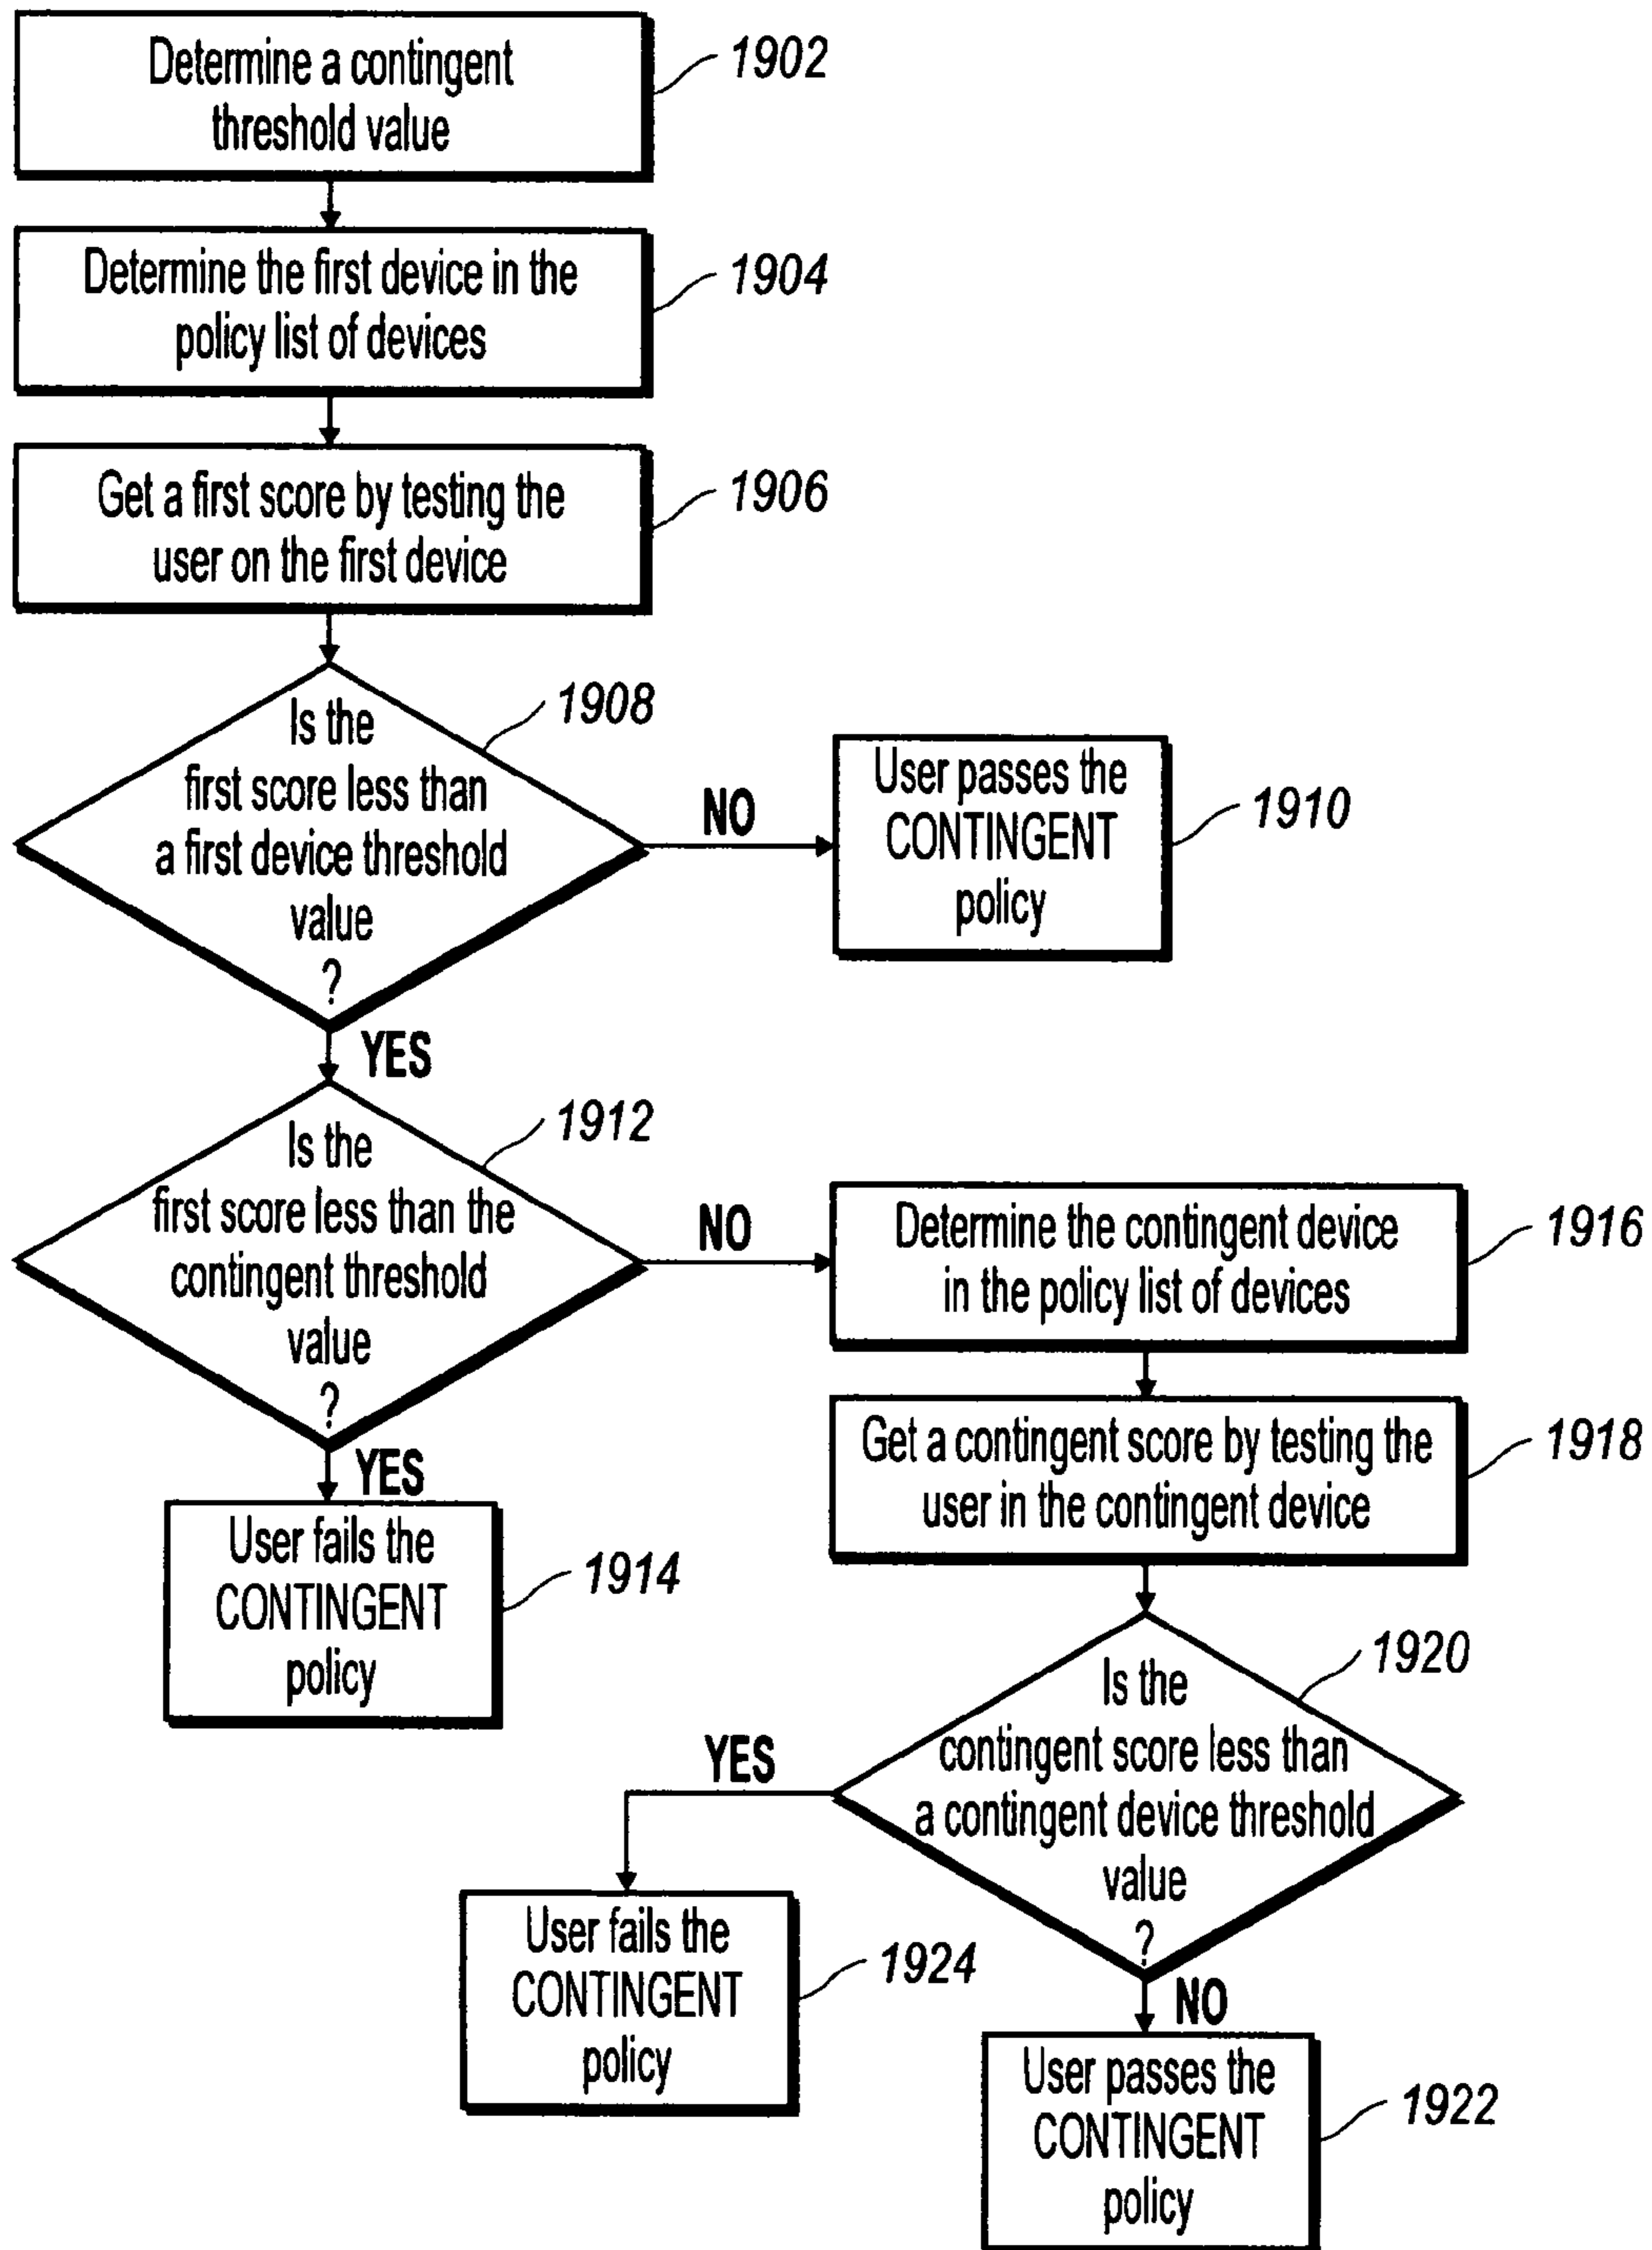 Determine a contingent
threshold value
1902
Determine the first device in the
policy list of devices
1904
Get a first score by testing the
user on the first device
1906
Is the
first score less than
a first device threshold
value
?
1908
NO
User passes the
CONTINGENT
policy
1910
YES
Is the
first score less than the
contingent threshold
value
?
1912
NO
Determine the contingent device
in the policy list of devices
1916
YES
User fails the
CONTINGENT
policy
1914
Get a contingent score by testing the
user in the contingent device
1918
Is the
contingent score less than
a contingent device threshold
value
?
1920
YES
User fails the
CONTINGENT
policy
1924
NO
User passes the
CONTINGENT
policy
1922